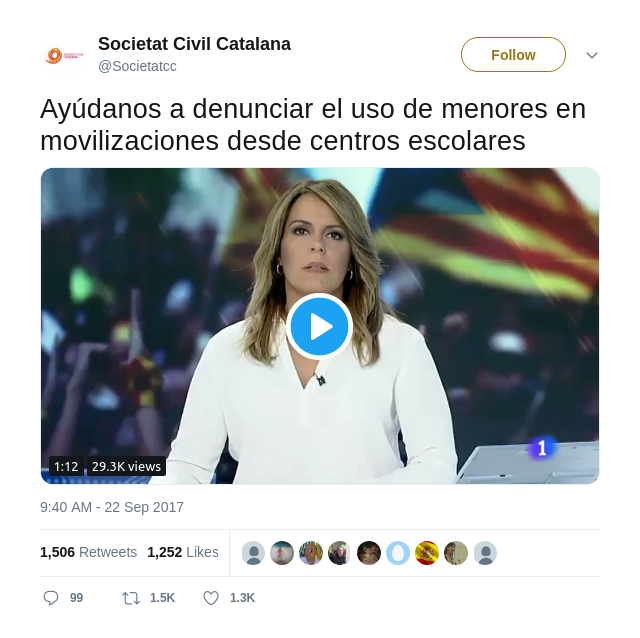 Societat Civil Catalana
@Societatcc
Follow
Ayúdanos a denunciar el uso de menores en
movilizaciones desde centros escolares
1
1:12 29.3K views
9:40 AM - 22 Sep 2017
1,506 Retweets 1,252 Likes
99 1.5K 1.3K